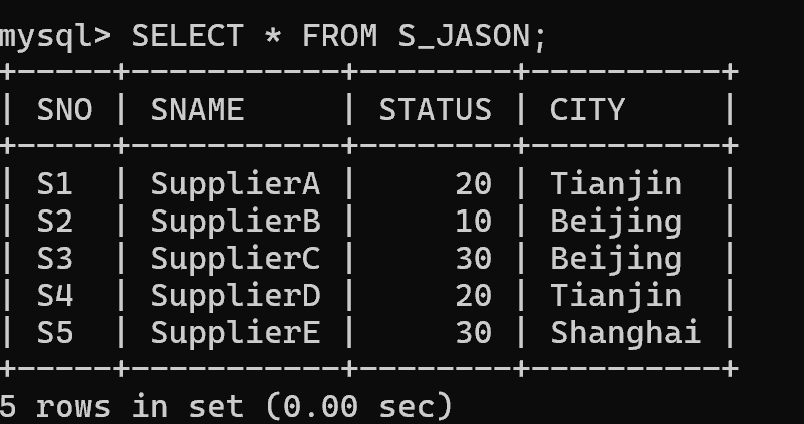 mysql> SELECT * FROM S_JASON;
+-----+-----------+--------+----------+
| SNO | SNAME     | STATUS | CITY     |
+-----+-----------+--------+----------+
| S1  | SupplierA |     20 | Tianjin  |
| S2  | SupplierB |     10 | Beijing  |
| S3  | SupplierC |     30 | Beijing  |
| S4  | SupplierD |     20 | Tianjin  |
| S5  | SupplierE |     30 | Shanghai |
+-----+-----------+--------+----------+
5 rows in set (0.00 sec)